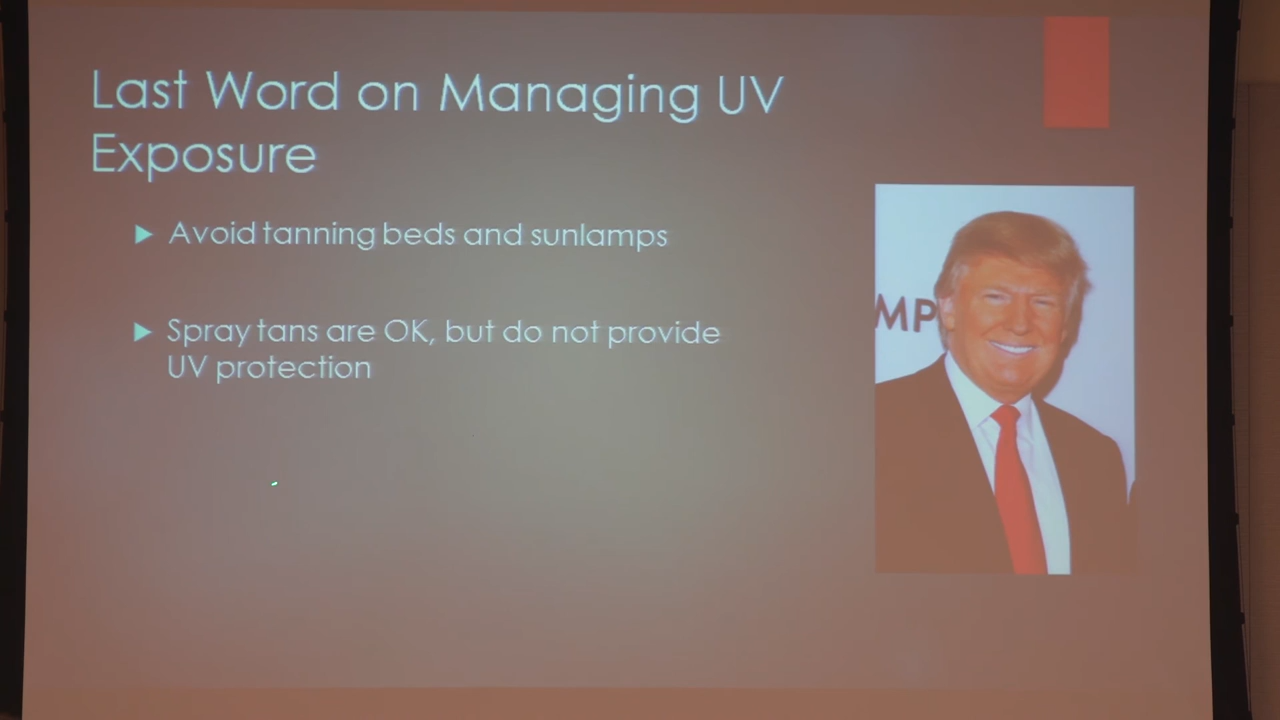 Last Word on Managing UV
Exposure
Avoid tanning beds and sunlamps
Spray tans are OK, but do not provide
UV protection
MP